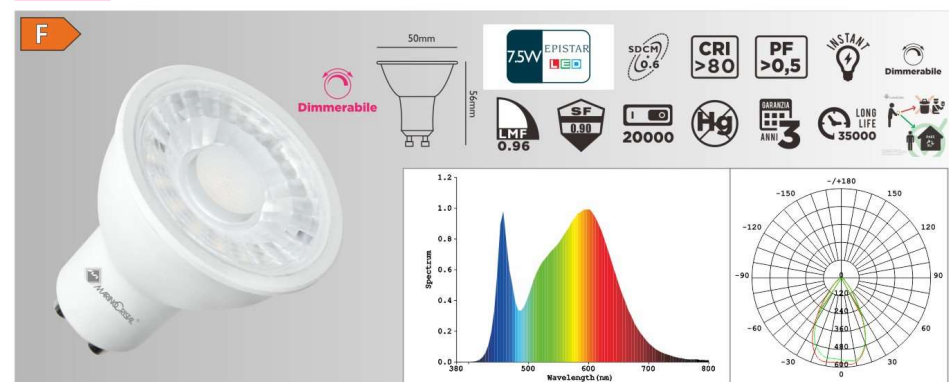 F
Dimmerabile
50mm
56mm
7.5W EPISTAR
LED
SDCM
0.6
CRI
>80
PF
>0,5
INSTANT
Dimmerabile
LMF
0.96
SF
0.90
I O
20000
Hg
GARANZIA
ANNI 3
LONG
LIFE
35000
MARINO CRISTAL
1.2
1.0
0.8
0.6
0.4
0.2
0.0
Spectrum
380 500 600 700 800
Wavelength(nm)
-/+180
-150 150
-120 120
-90 90
-60 60
-30 30
0
0
120
240
360
480
600